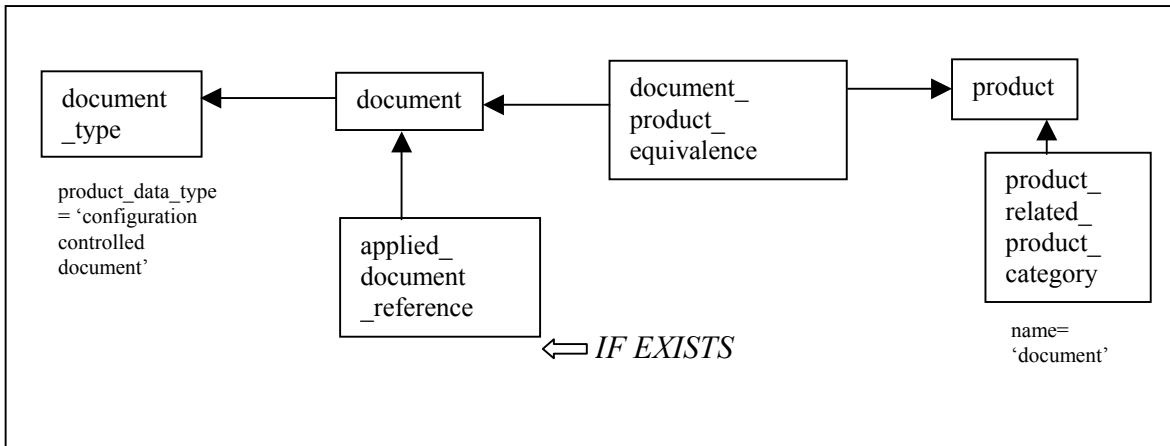 document
_type
product_data_type
= ‘configuration
controlled
document’
document
applied_
document
_reference
IF EXISTS
document_
product_
equivalence
product
product_
related_
product_
category
name=
‘document’